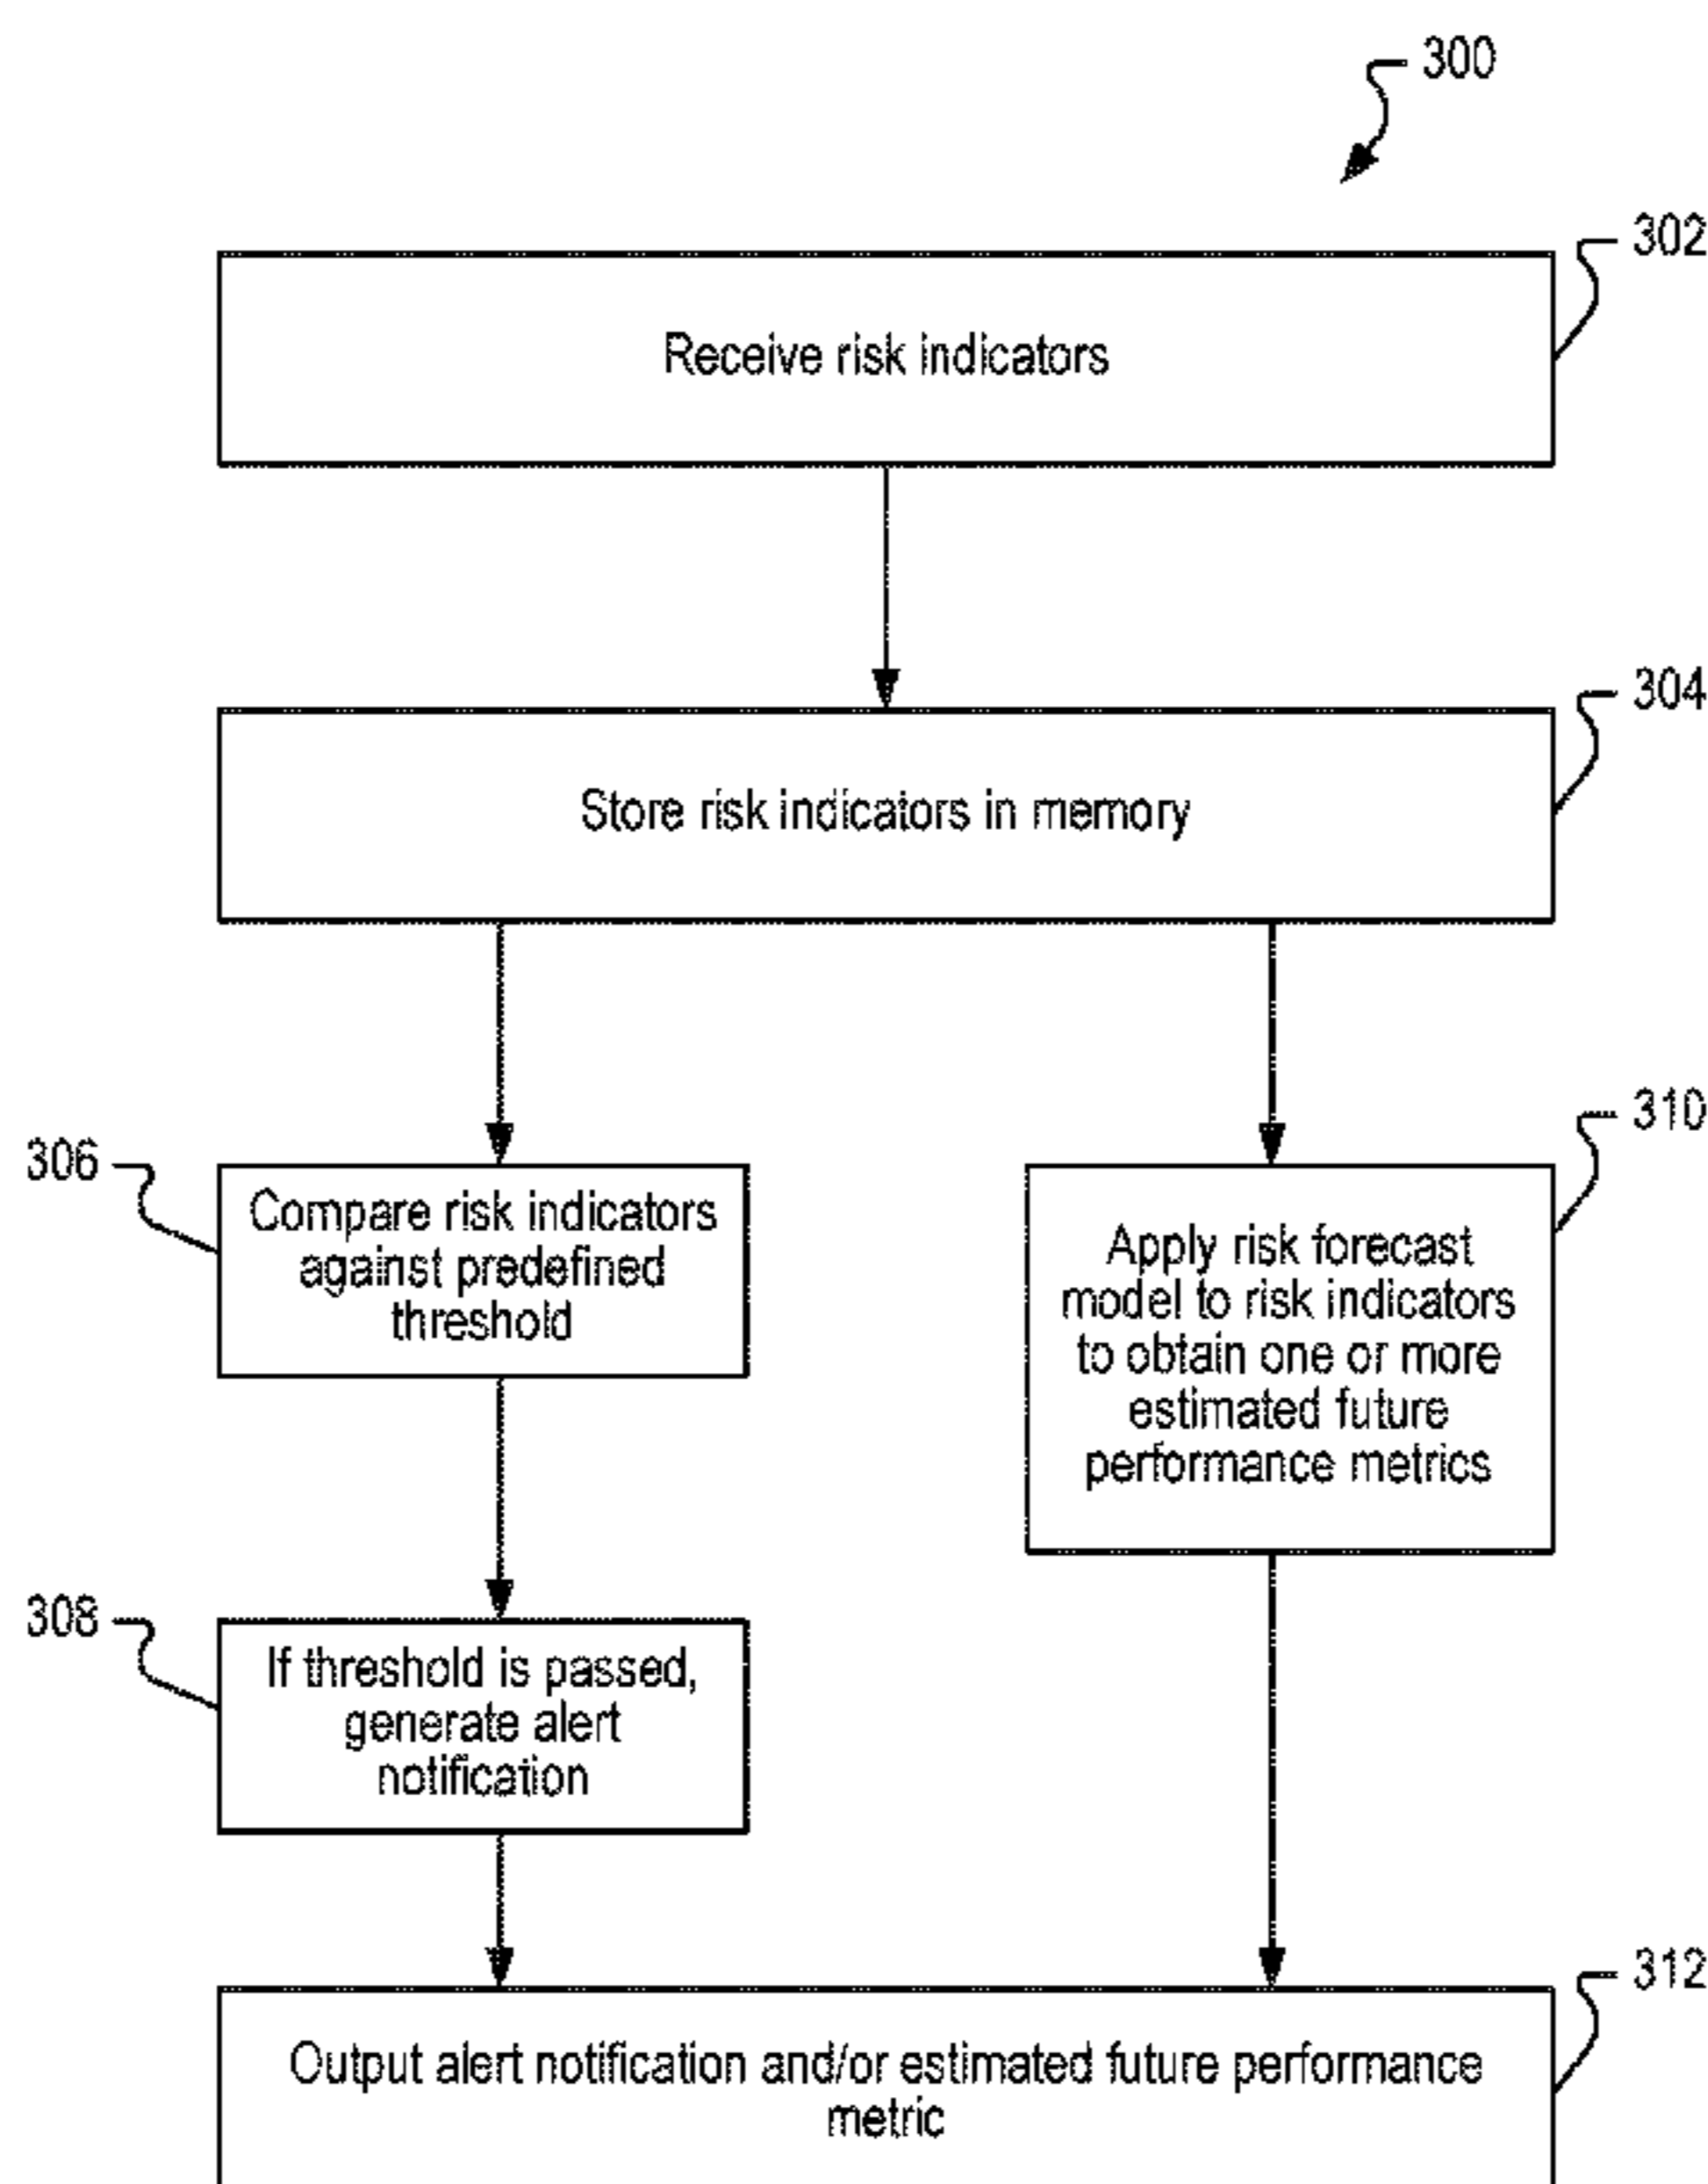 300
302
Receive risk indicators
304
Store risk indicators in memory
306
Compare risk indicators
against predefined
threshold
310
Apply risk forecast
model to risk indicators
to obtain one or more
estimated future
performance metrics
308
If threshold is passed,
generate alert
notification
312
Output alert notification and/or estimated future performance
metric